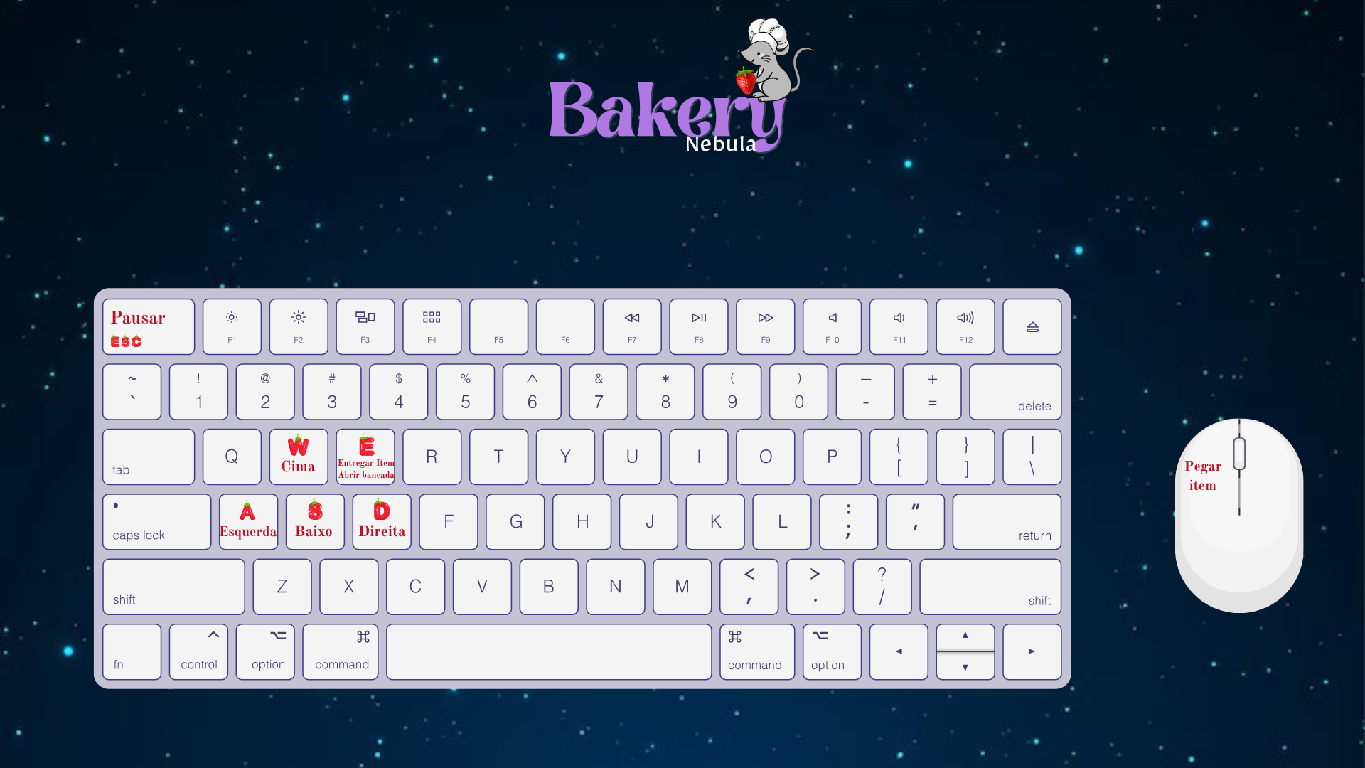 Bakery
Nebula
Pausar
ESC
F1 F2 F3 F4 F5 F6 F7 F8 F9 F10 F11 F12
~ ! @ # $ % ^ & * ( ) — +
` 1 2 3 4 5 6 7 8 9 0 - = delete
tab Q W E R T Y U I O P { [ } ] | \
Cima
Entregar Item
Abrir bancada
Pegar
item
caps lock A S D F G H J K L : ; " ' return
Esquerda Baixo Direita
shift Z X C V B N M < , > . ? / shift
fn control option command command option